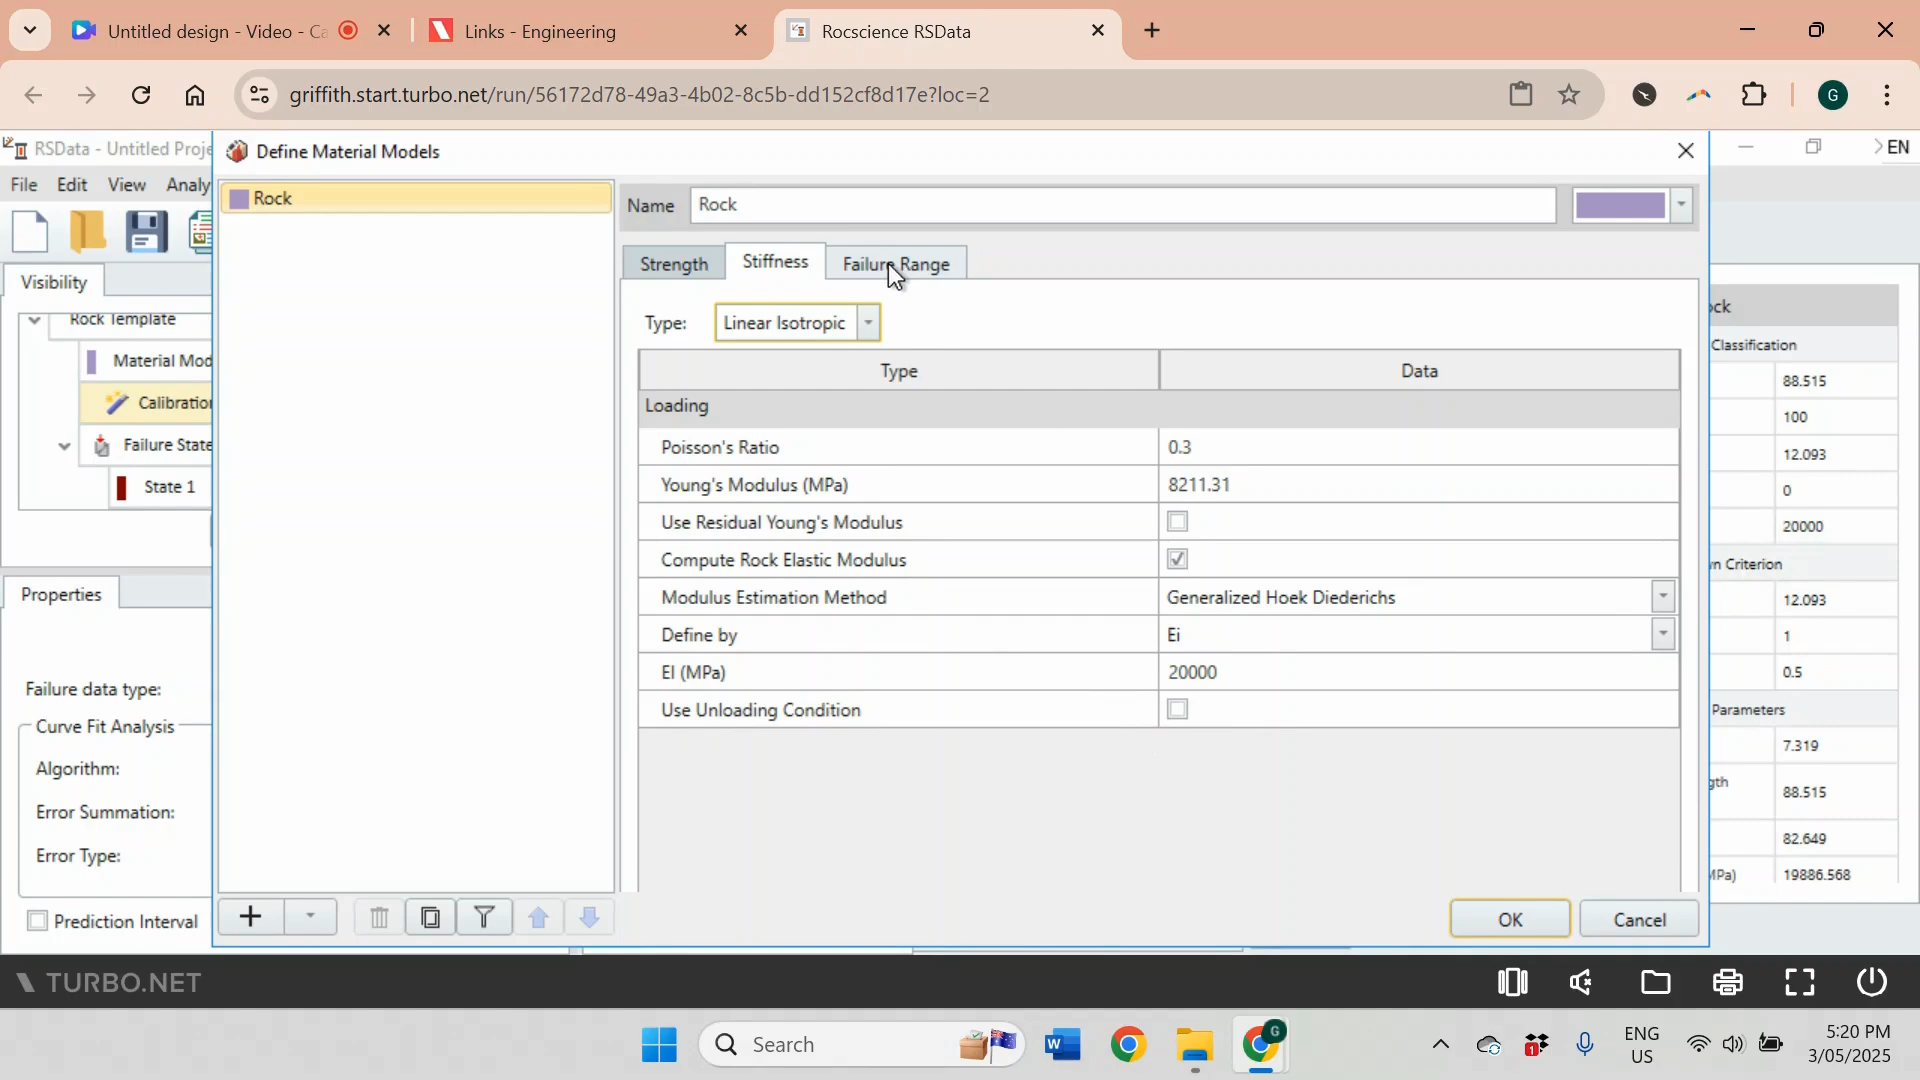 Untitled design - Video - Ca
Links - Engineering
Rocscience RSData
griffith.start.turbo.net/run/56172d78-49a3-4b02-8c5b-dd152cf8d17e?loc=2
G
RSData - Untitled Proje
Define Material Models
EN
File Edit View Analy
Rock
Name Rock
Strength Stiffness Failure Range
Visibility
Rock Template
Material Mod
Calibration
Failure State
State 1
Type: Linear Isotropic
Type Data
Loading
Poisson's Ratio 0.3
Young's Modulus (MPa) 8211.31
Use Residual Young's Modulus
Compute Rock Elastic Modulus
Modulus Estimation Method Generalized Hoek Diederichs
Define by Ei
EI (MPa) 20000
Use Unloading Condition
ock
Classification
88.515
100
12.093
0
20000
n Criterion
12.093
1
0.5
Parameters
7.319
gth 88.515
82.649
MPa) 19886.568
Properties
Failure data type:
Curve Fit Analysis
Algorithm:
Error Summation:
Error Type:
Prediction Interval
OK Cancel
TURBO.NET
Search
W
G
1
ENG
US
5:20 PM
3/05/2025